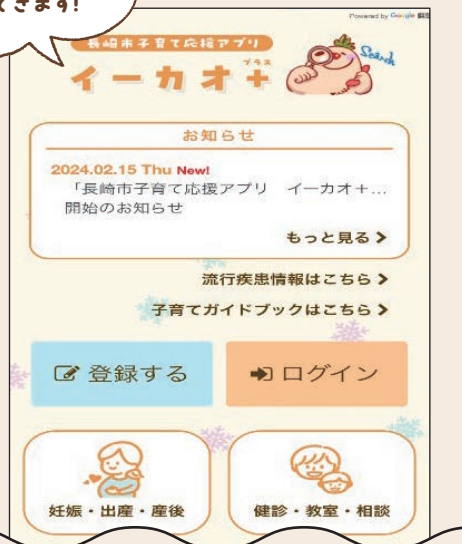 できます!
Powered by Google
長崎市子育て応援アプリ
プラス
イーカオ+
Search
お知らせ
2024.02.15 Thu New!
「長崎市子育て応援アプリ　イーカオ+...
開始のお知らせ
もっと見る >
流行疾患情報はこちら >
子育てガイドブックはこちら >
登録する
ログイン
妊娠・出産・産後
健診・教室・相談